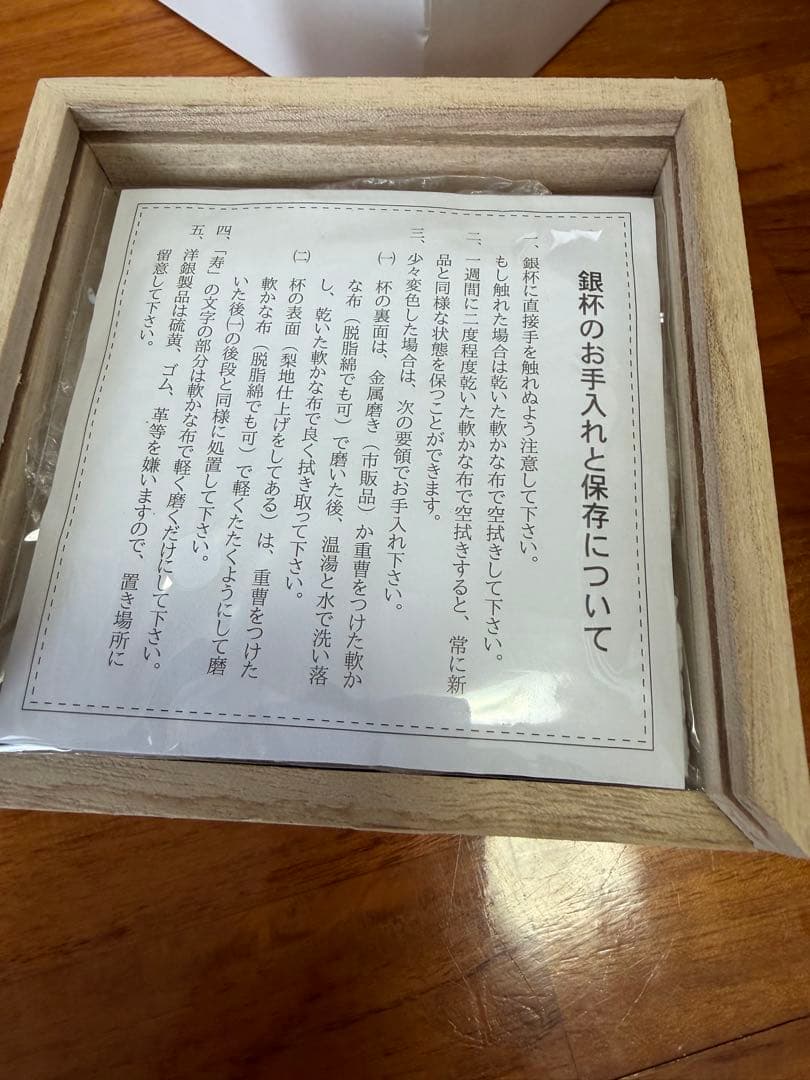 銀杯のお手入れと保存について
一、銀杯に直接手を触れぬよう注意して下さい。
もし触れた場合は乾いた軟かな布で空拭きして下さい。
二、一週間に二度程度乾いた軟かな布で空拭きすると、常に新
品と同様な状態を保つことができます。
三、少々変色した場合は、次の要領でお手入れ下さい。
㈠　杯の裏面は、金属磨き（市販品）か重曹をつけた軟か
な布（脱脂綿でも可）で磨いた後、温湯と水で洗い落
し、乾いた軟かな布で良く拭き取って下さい。
㈡　杯の表面（梨地仕上げをしてある）は、重曹をつけた
軟かな布（脱脂綿でも可）で軽くたたくようにして磨
いた後㈠の後段と同様に処置して下さい。
四、「寿」の文字の部分は軟かな布で軽く磨くだけにして下さい。
五、洋銀製品は硫黄、ゴム、革等を嫌いますので、置き場所に
留意して下さい。